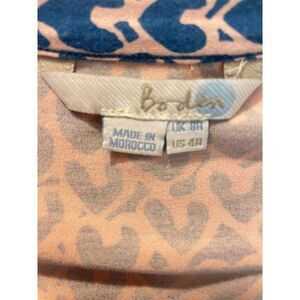 Boden
MADE IN
MOROCCO
UK 8R
US 4R